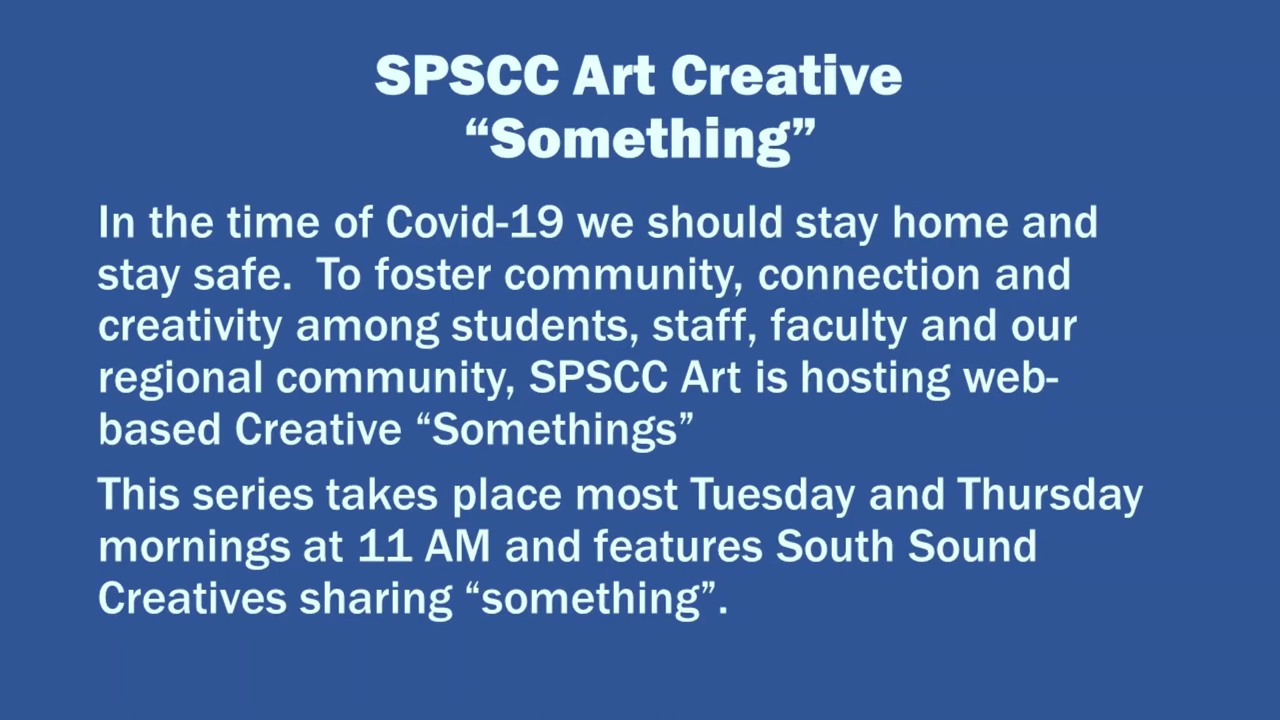 SPSCC Art Creative
“Something”
In the time of Covid-19 we should stay home and
stay safe.  To foster community, connection and
creativity among students, staff, faculty and our
regional community, SPSCC Art is hosting web-
based Creative “Somethings”
This series takes place most Tuesday and Thursday
mornings at 11 AM and features South Sound
Creatives sharing “something”.